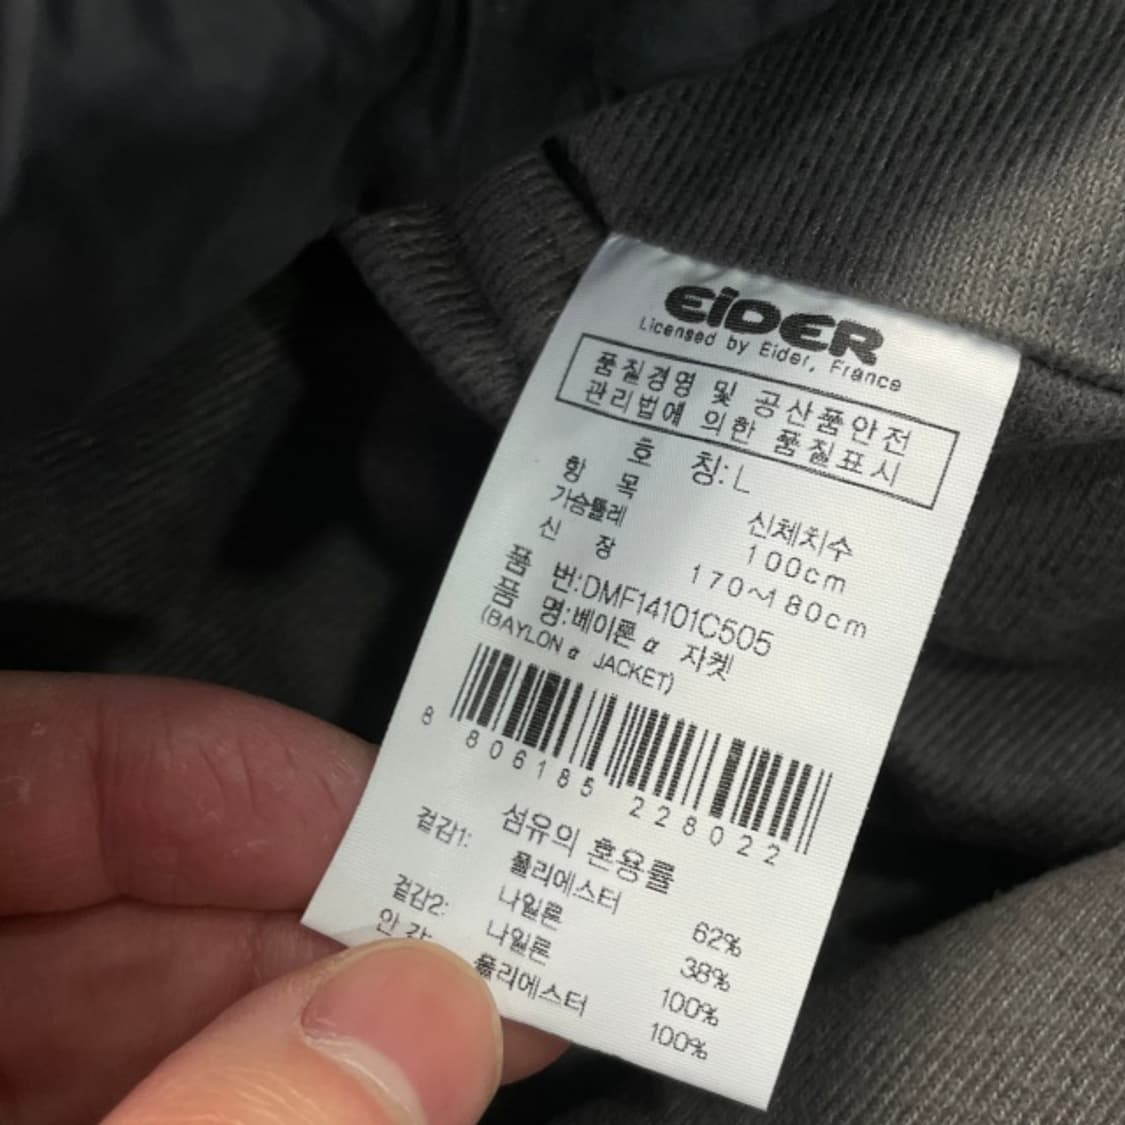 EiDER
Licensed by Eider, France
품질경영 및 공산품안전
관리법에 의한 품질표시
호 칭: L
항 목 신체치수
가슴둘레 100cm
신 장 170~180cm
품 번:DMF14101C505
품 명:베이론 α 자켓
(BAYLON α JACKET)
8 806185 228022
섬유의 혼용률
겉감1: 폴리에스터 62%
나일론 38%
겉감2: 나일론 100%
안 감: 폴리에스터 100%